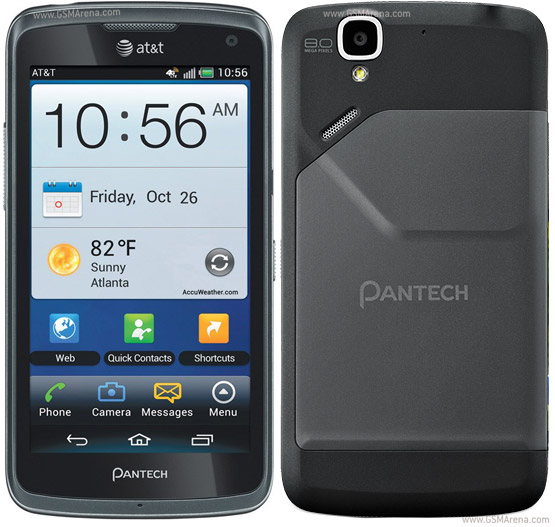 www.GSMArena.com
at&t
AT&T 10:56
10:56 AM
Friday, Oct 26
82°F
Sunny
Atlanta
AccuWeather.com
Web Quick Contacts Shortcuts
Phone Camera Messages Menu
PANTECH
www.GSMArena.com
8.0
MEGA PIXELS
PANTECH
www.GSMArena.com